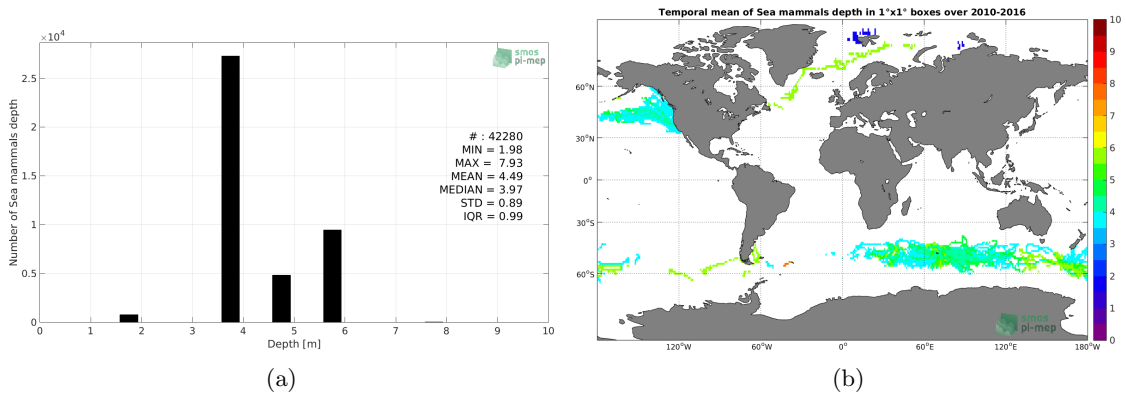 ×10⁴
2.5
2
1.5
1
0.5
0
Number of Sea mammals depth
smos
pi-mep
# : 42280
MIN = 1.98
MAX = 7.93
MEAN = 4.49
MEDIAN = 3.97
STD = 0.89
IQR = 0.99
0 1 2 3 4 5 6 7 8 9 10
Depth [m]
(a)
Temporal mean of Sea mammals depth in 1°x1° boxes over 2010-2016
60°N
30°N
0°
30°S
60°S
120°W 60°W 0° 60°E 120°E 180°W
smos
pi-mep
10
9
8
7
6
5
4
3
2
1
0
(b)